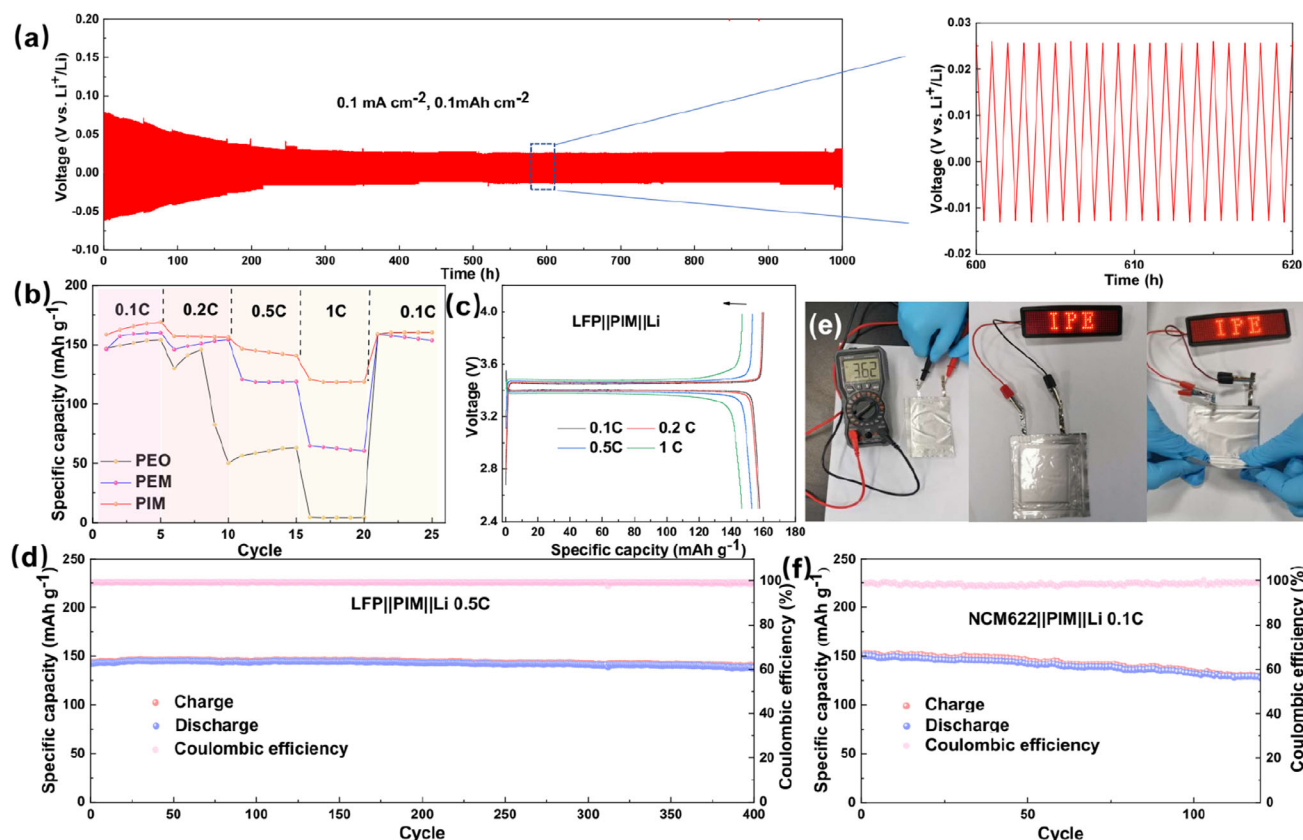 (a)
0.20
0.15
0.10
0.05
0.00
-0.05
-0.10
Voltage (V vs. Li⁺/Li)
0.1 mA cm⁻², 0.1mAh cm⁻²
0 100 200 300 400 500 600 700 800 900 1000
Time (h)
0.03
0.02
0.01
0.00
-0.01
-0.02
Voltage (V vs. Li⁺/Li)
600 610 620
Time (h)
(b)
200
150
100
50
0
Specific capacity (mAh g⁻¹)
0.1C 0.2C 0.5C 1C 0.1C
PEO
PEM
PIM
0 5 10 15 20 25
Cycle
(c)
4.0
3.6
3.2
2.8
2.4
Voltage (V)
LFP||PIM||Li
0.1C 0.2 C
0.5C 1 C
0 20 40 60 80 100 120 140 160 180
Specific capcity (mAh g⁻¹)
(e)
3.62
IPE
IPE
(d)
250
225
200
150
100
50
0
Specific capacity (mAh g⁻¹)
LFP||PIM||Li 0.5C
Charge
Discharge
Coulombic efficiency
100
80
60
40
20
0
Coulombic efficiency (%)
0 50 75 100 125 150 175 200 225 250 275 300 325 350 400
Cycle
(f)
250
225
200
150
100
50
0
Specific capacity (mAh g⁻¹)
NCM622||PIM||Li 0.1C
Charge
Discharge
Coulombic efficiency
100
80
60
40
20
0
Coulombic efficiency (%)
0 50 100
Cycle